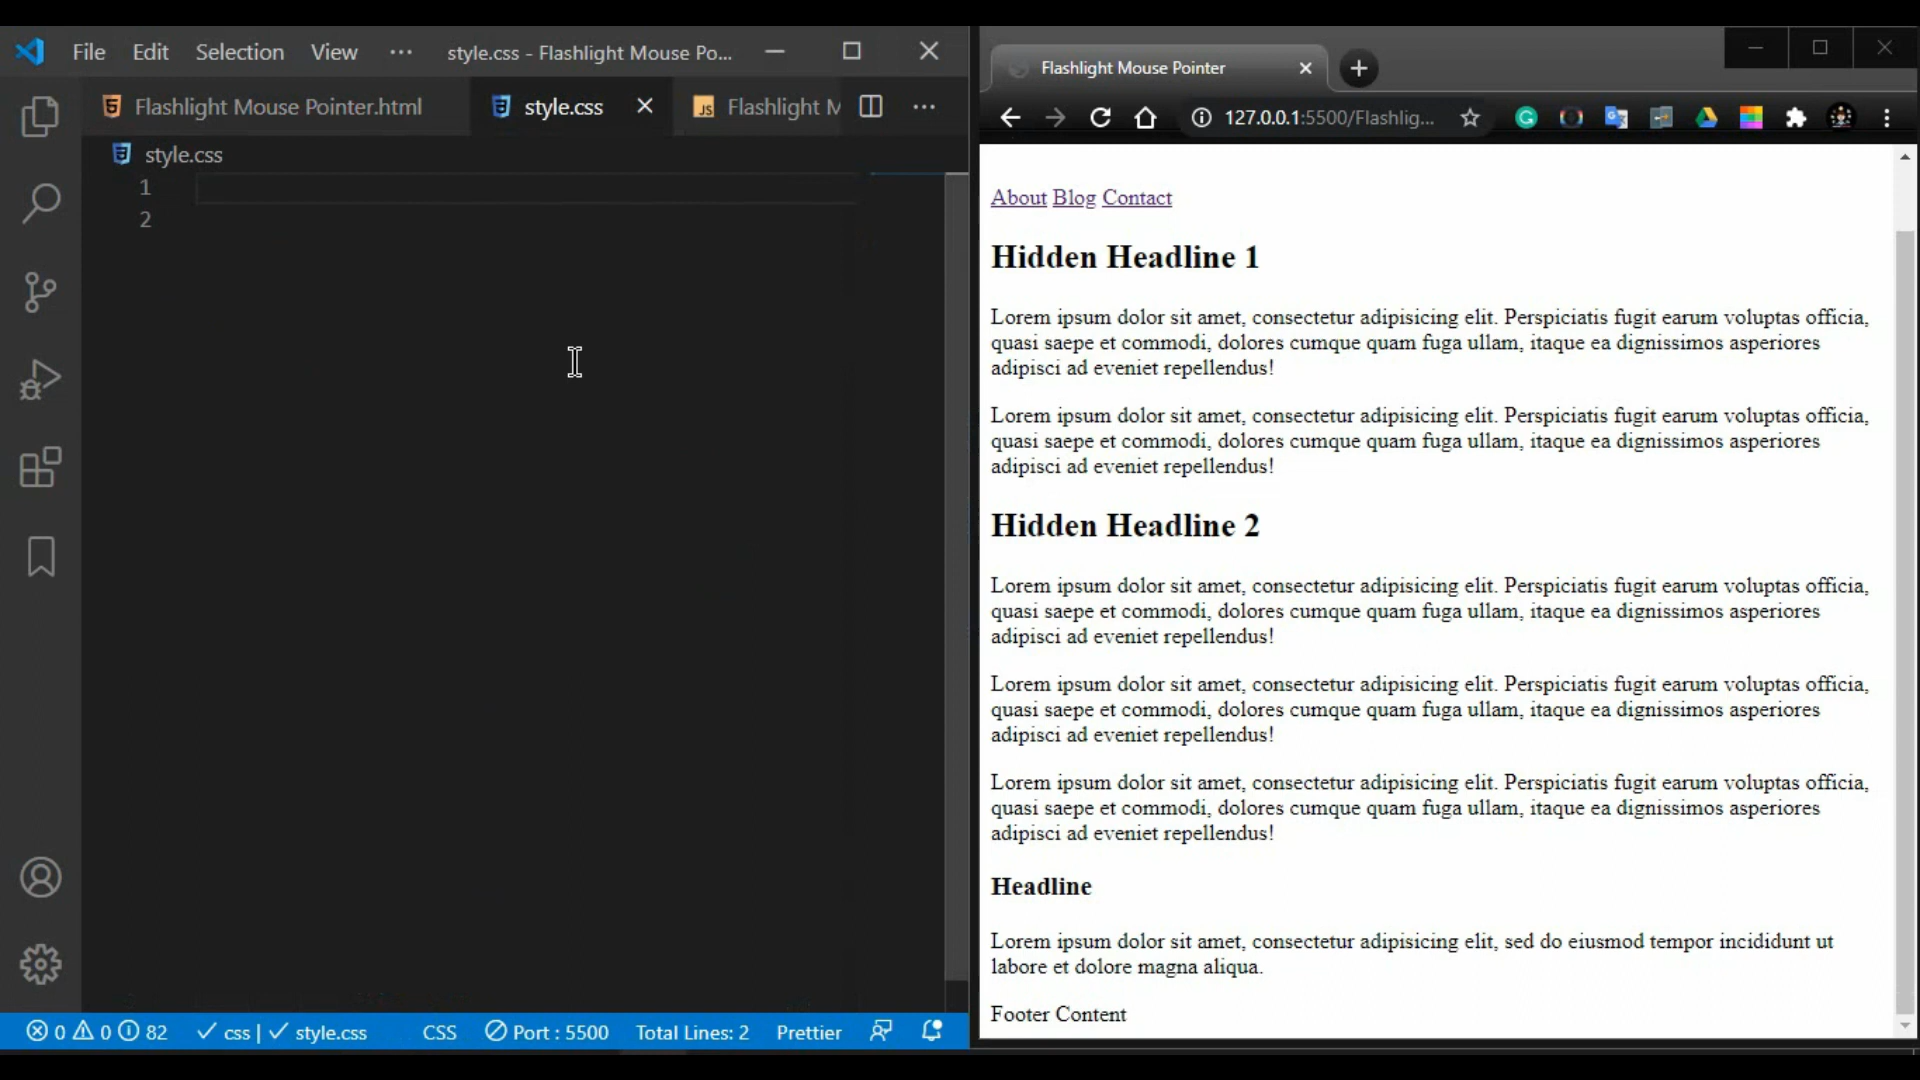 File Edit Selection View ··· style.css - Flashlight Mouse Po...
Flashlight Mouse Pointer.html style.css Flashlight M
style.css
1
2
0 0 82 css | style.css CSS Port : 5500 Total Lines: 2 Prettier
Flashlight Mouse Pointer
127.0.0.1:5500/Flashlig...
About Blog Contact
Hidden Headline 1
Lorem ipsum dolor sit amet, consectetur adipisicing elit. Perspiciatis fugit earum voluptas officia,
quasi saepe et commodi, dolores cumque quam fuga ullam, itaque ea dignissimos asperiores
adipisci ad eveniet repellendus!
Lorem ipsum dolor sit amet, consectetur adipisicing elit. Perspiciatis fugit earum voluptas officia,
quasi saepe et commodi, dolores cumque quam fuga ullam, itaque ea dignissimos asperiores
adipisci ad eveniet repellendus!
Hidden Headline 2
Lorem ipsum dolor sit amet, consectetur adipisicing elit. Perspiciatis fugit earum voluptas officia,
quasi saepe et commodi, dolores cumque quam fuga ullam, itaque ea dignissimos asperiores
adipisci ad eveniet repellendus!
Lorem ipsum dolor sit amet, consectetur adipisicing elit. Perspiciatis fugit earum voluptas officia,
quasi saepe et commodi, dolores cumque quam fuga ullam, itaque ea dignissimos asperiores
adipisci ad eveniet repellendus!
Lorem ipsum dolor sit amet, consectetur adipisicing elit. Perspiciatis fugit earum voluptas officia,
quasi saepe et commodi, dolores cumque quam fuga ullam, itaque ea dignissimos asperiores
adipisci ad eveniet repellendus!
Headline
Lorem ipsum dolor sit amet, consectetur adipisicing elit, sed do eiusmod tempor incididunt ut
labore et dolore magna aliqua.
Footer Content